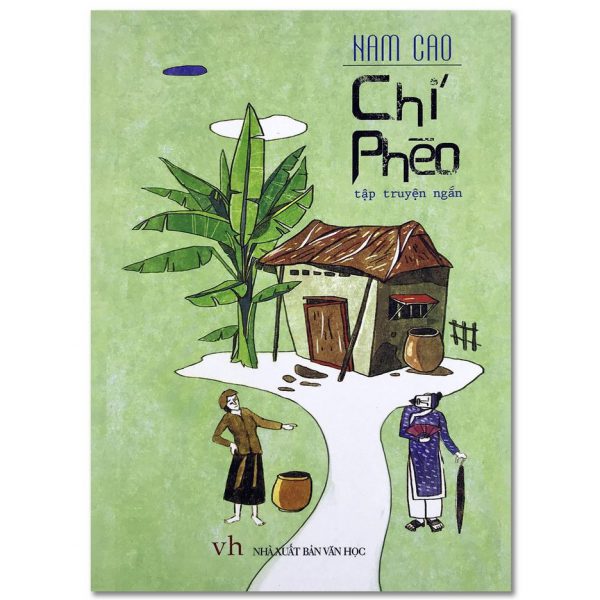 NAM CAO
Chí
Phèo
tập truyện ngắn
vh NHÀ XUẤT BẢN VĂN HỌC